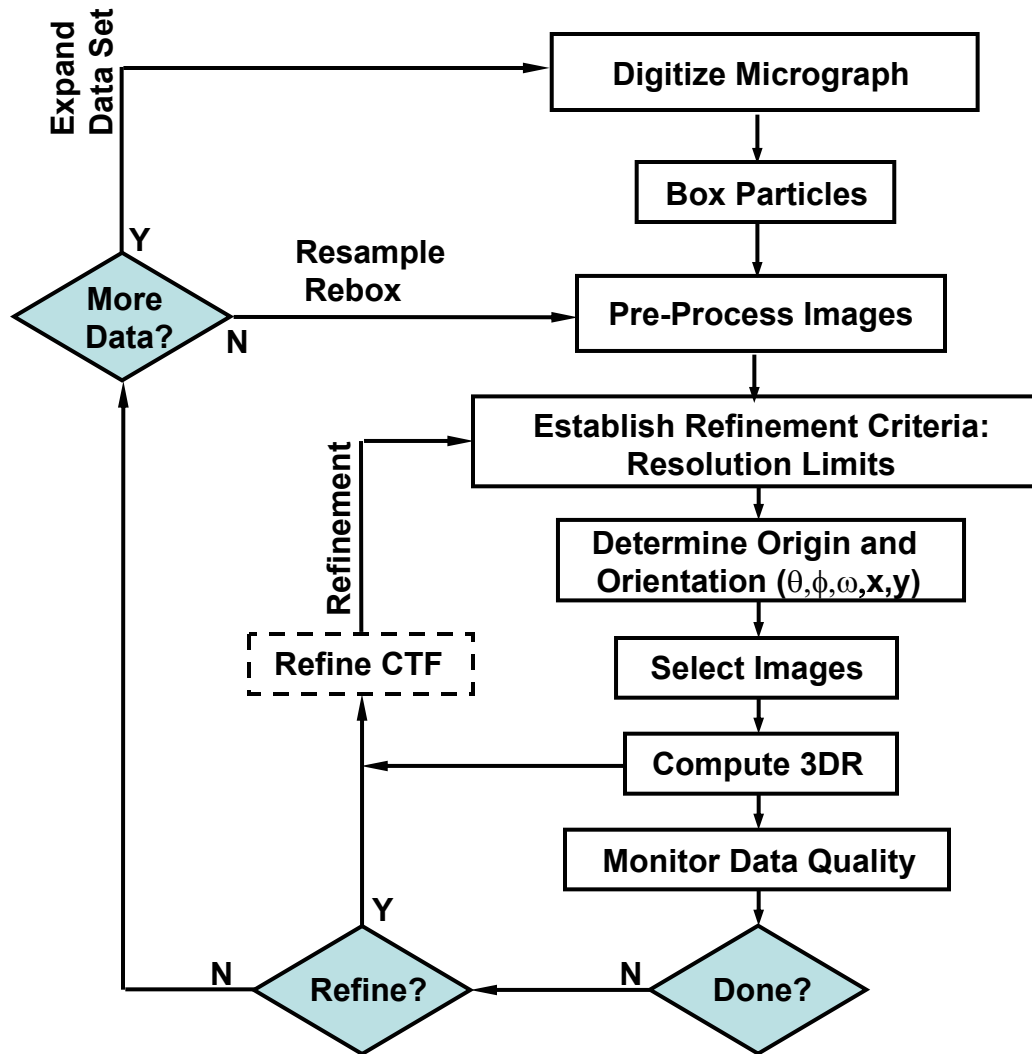 Expand
Data Set
Digitize Micrograph
Box Particles
Y
Resample
Rebox
More
Data?
N
Pre-Process Images
Establish Refinement Criteria:
Resolution Limits
Refinement
Determine Origin and
Orientation (θ,ϕ,ω,x,y)
Refine CTF
Select Images
Compute 3DR
Monitor Data Quality
Y
N
Refine?
N
Done?